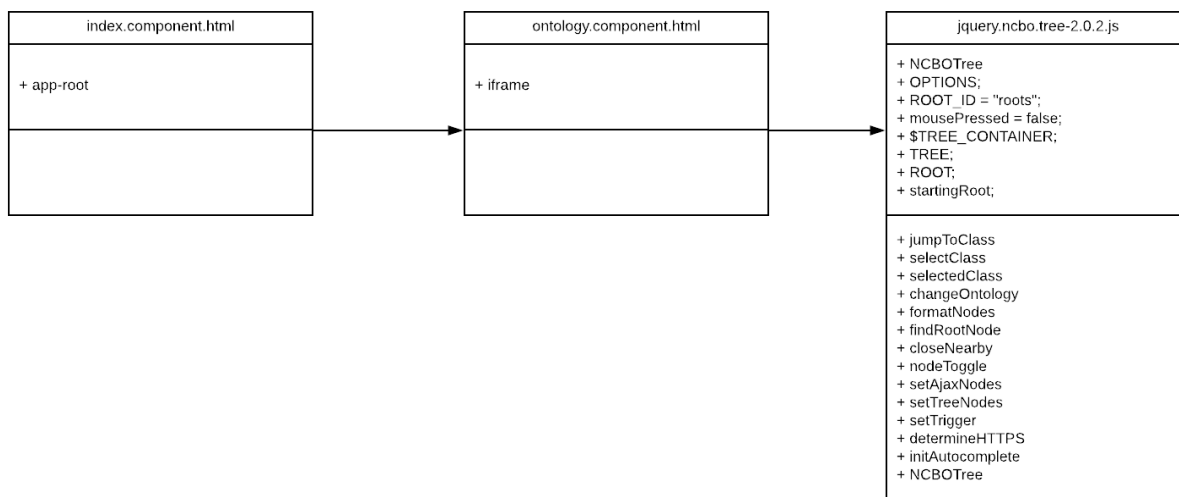 index.component.html
+ app-root
ontology.component.html
+ iframe
jquery.ncbo.tree-2.0.2.js
+ NCBOTree
+ OPTIONS;
+ ROOT_ID = "roots";
+ mousePressed = false;
+ $TREE_CONTAINER;
+ TREE;
+ ROOT;
+ startingRoot;
+ jumpToClass
+ selectClass
+ selectedClass
+ changeOntology
+ formatNodes
+ findRootNode
+ closeNearby
+ nodeToggle
+ setAjaxNodes
+ setTreeNodes
+ setTrigger
+ determineHTTPS
+ initAutocomplete
+ NCBOTree